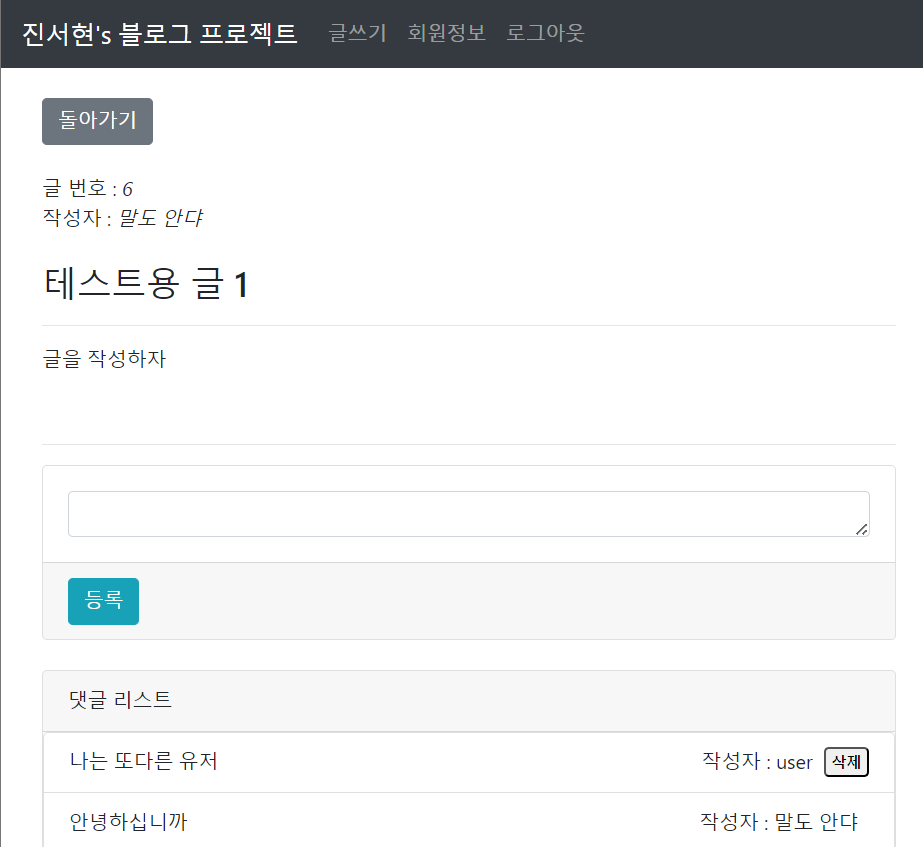 진서현's 블로그 프로젝트 글쓰기 회원정보 로그아웃
돌아가기
글 번호 : 6
작성자 : 말도 안댜
테스트용 글 1
글을 작성하자
등록
댓글 리스트
나는 또다른 유저 작성자 : user 삭제
안녕하십니까 작성자 : 말도 안댜